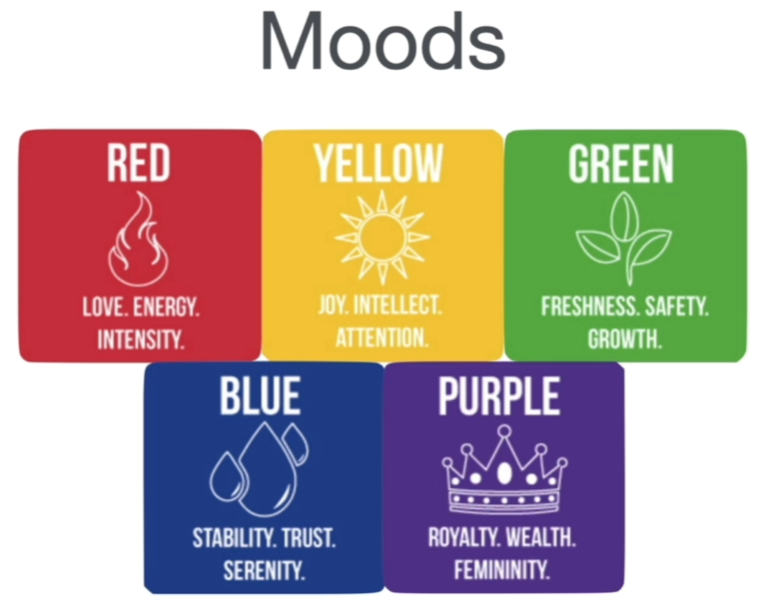 Moods
RED
LOVE. ENERGY.
INTENSITY.
YELLOW
JOY. INTELLECT.
ATTENTION.
GREEN
FRESHNESS. SAFETY.
GROWTH.
BLUE
STABILITY. TRUST.
SERENITY.
PURPLE
ROYALTY. WEALTH.
FEMININITY.